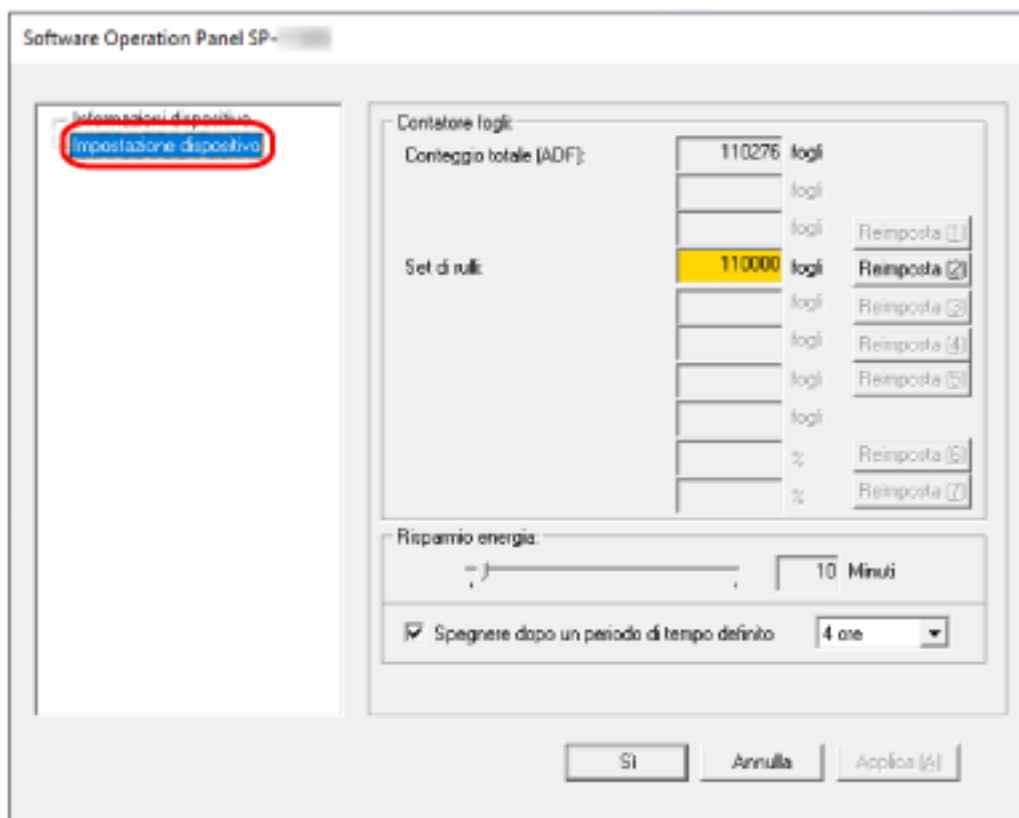 Software Operation Panel SP-
Informazioni dispositivo
Impostazione dispositivo
Contatore fogli:
Conteggio totale (ADF): 110276 fogli
fogli
fogli Reimposta (1)
Set di rulli: 110000 fogli Reimposta (2)
fogli Reimposta (3)
fogli Reimposta (4)
fogli Reimposta (5)
fogli
% Reimposta (6)
% Reimposta (7)
Risparmio energia:
10 Minuti
Spegnere dopo un periodo di tempo definito 4 ore
Sì Annulla Applica (A)